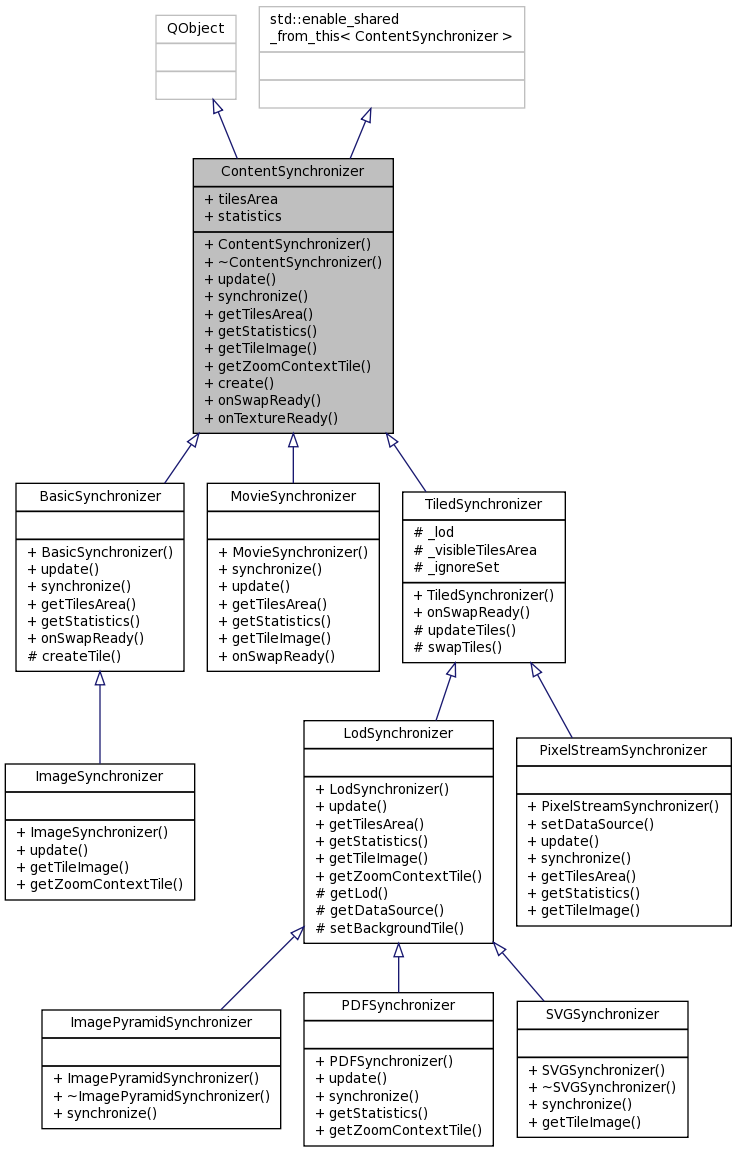 QObject
std::enable_shared
_from_this< ContentSynchronizer >
ContentSynchronizer
+ tilesArea
+ statistics
+ ContentSynchronizer()
+ ~ContentSynchronizer()
+ update()
+ synchronize()
+ getTilesArea()
+ getStatistics()
+ getTileImage()
+ getZoomContextTile()
+ create()
+ onSwapReady()
+ onTextureReady()
BasicSynchronizer
+ BasicSynchronizer()
+ update()
+ synchronize()
+ getTilesArea()
+ getStatistics()
+ onSwapReady()
# createTile()
MovieSynchronizer
+ MovieSynchronizer()
+ synchronize()
+ update()
+ getTilesArea()
+ getStatistics()
+ getTileImage()
+ onSwapReady()
TiledSynchronizer
# _lod
# _visibleTilesArea
# _ignoreSet
+ TiledSynchronizer()
+ onSwapReady()
# updateTiles()
# swapTiles()
ImageSynchronizer
+ ImageSynchronizer()
+ update()
+ getTileImage()
+ getZoomContextTile()
LodSynchronizer
+ LodSynchronizer()
+ update()
+ getTilesArea()
+ getStatistics()
+ getTileImage()
+ getZoomContextTile()
# getLod()
# getDataSource()
# setBackgroundTile()
PixelStreamSynchronizer
+ PixelStreamSynchronizer()
+ setDataSource()
+ update()
+ synchronize()
+ getTilesArea()
+ getStatistics()
+ getTileImage()
ImagePyramidSynchronizer
+ ImagePyramidSynchronizer()
+ ~ImagePyramidSynchronizer()
+ synchronize()
PDFSynchronizer
+ PDFSynchronizer()
+ update()
+ synchronize()
+ getStatistics()
+ getZoomContextTile()
SVGSynchronizer
+ SVGSynchronizer()
+ ~SVGSynchronizer()
+ synchronize()
+ getTileImage()